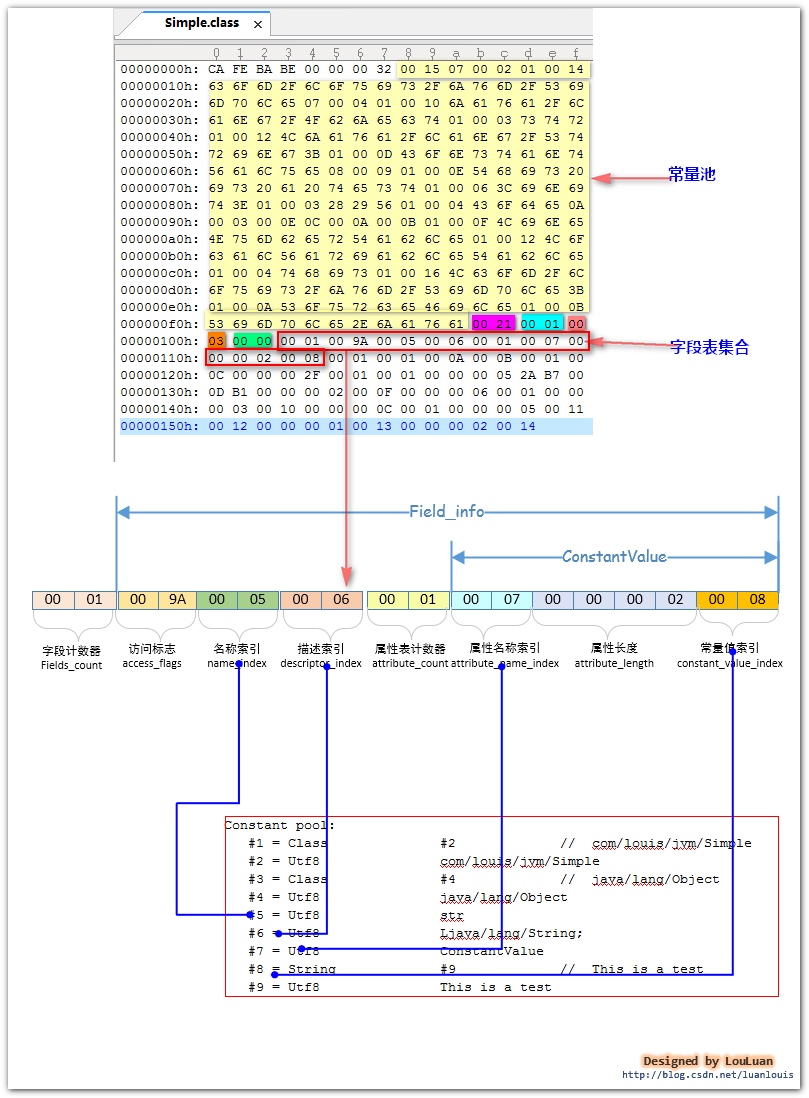 Simple.class ×
0 1 2 3 4 5 6 7 8 9 a b c d e f
00000000h: CA FE BA BE 00 00 00 32 00 15 07 00 02 01 00 14
00000010h: 63 6F 6D 2F 6C 6F 75 69 73 2F 6A 76 6D 2F 53 69
00000020h: 6D 70 6C 65 07 00 04 01 00 10 6A 61 76 61 2F 6C
00000030h: 61 6E 67 2F 4F 62 6A 65 63 74 01 00 03 73 74 72
00000040h: 01 00 12 4C 6A 61 76 61 2F 6C 61 6E 67 2F 53 74
00000050h: 72 69 6E 67 3B 01 00 0D 43 6F 6E 73 74 61 6E 74
00000060h: 56 61 6C 75 65 08 00 09 01 00 0E 54 68 69 73 20
00000070h: 69 73 20 61 20 74 65 73 74 01 00 06 3C 69 6E 69
常量池
00000080h: 74 3E 01 00 03 28 29 56 01 00 04 43 6F 64 65 0A
00000090h: 00 03 00 0E 0C 00 0A 00 0B 01 00 0F 4C 69 6E 65
000000a0h: 4E 75 6D 62 65 72 54 61 62 6C 65 01 00 12 4C 6F
000000b0h: 63 61 6C 56 61 72 69 61 62 6C 65 54 61 62 6C 65
000000c0h: 01 00 04 74 68 69 73 01 00 16 4C 63 6F 6D 2F 6C
000000d0h: 6F 75 69 73 2F 6A 76 6D 2F 53 69 6D 70 6C 65 3B
000000e0h: 01 00 0A 53 6F 75 72 63 65 46 69 6C 65 01 00 0B
000000f0h: 53 69 6D 70 6C 65 2E 6A 61 76 61 00 21 00 01 00
00000100h: 03 00 00 00 01 00 9A 00 05 00 06 00 01 00 07 00
字段表集合
00000110h: 00 00 02 00 08 00 01 00 01 00 0A 00 0B 00 01 00
00000120h: 0C 00 00 00 2F 00 01 00 01 00 00 00 05 2A B7 00
00000130h: 0D B1 00 00 00 02 00 0F 00 00 00 06 00 01 00 00
00000140h: 00 03 00 10 00 00 00 0C 00 01 00 00 00 05 00 11
00000150h: 00 12 00 00 00 01 00 13 00 00 00 02 00 14
Field_info
ConstantValue
00 01 00 9A 00 05 00 06 00 01 00 07 00 00 00 02 00 08
字段计数器 访问标志 名称索引 描述索引 属性表计数器 属性名称索引 属性长度 常量值索引
Fields_count access_flags name_index descriptor_index attribute_count attribute_name_index attribute_length constant_value_index
Constant pool:
#1 = Class #2 // com/louis/jvm/Simple
#2 = Utf8 com/louis/jvm/Simple
#3 = Class #4 // java/lang/Object
#4 = Utf8 java/lang/Object
#5 = Utf8 str
#6 = Utf8 Ljava/lang/String;
#7 = Utf8 ConstantValue
#8 = String #9 // This is a test
#9 = Utf8 This is a test
Designed by LouLuan
http://blog.csdn.net/luanlouis